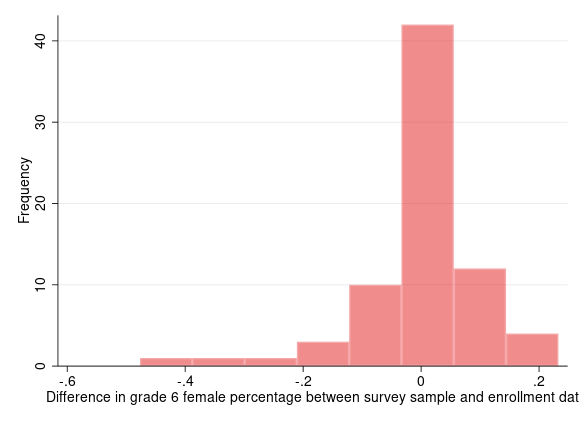 40
30
20
10
0
Frequency
-.6 -.4 -.2 0 .2
Difference in grade 6 female percentage between survey sample and enrollment dat